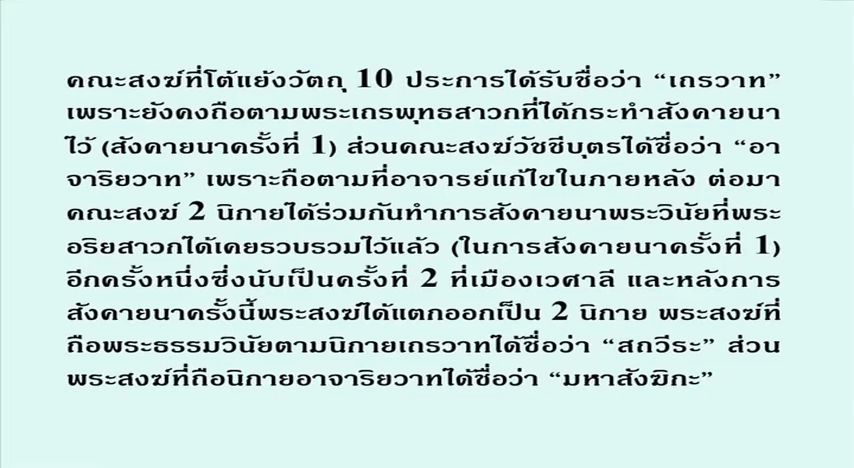 คณะสงฆ์ที่โต้แย้งวัตถุ 10 ประการได้รับชื่อว่า “เถรวาท”
เพราะยังคงถือตามพระเถรพุทธสาวกที่ได้กระทำสังคายนา
ไว้ (สังคายนาครั้งที่ 1) ส่วนคณะสงฆ์วัชชีบุตรได้ชื่อว่า “อา
จาริยวาท” เพราะถือตามที่อาจารย์แก้ไขในภายหลัง ต่อมา
คณะสงฆ์ 2 นิกายได้ร่วมกันทำการสังคายนาพระวินัยที่พระ
อริยสาวกได้เคยรวบรวมไว้แล้ว (ในการสังคายนาครั้งที่ 1)
อีกครั้งหนึ่งซึ่งนับเป็นครั้งที่ 2 ที่เมืองเวศาลี และหลังการ
สังคายนาครั้งนี้พระสงฆ์ได้แตกออกเป็น 2 นิกาย พระสงฆ์ที่
ถือพระธรรมวินัยตามนิกายเถรวาทได้ชื่อว่า “สถวีระ” ส่วน
พระสงฆ์ที่ถือนิกายอาจาริยวาทได้ชื่อว่า “มหาสังฆิกะ”